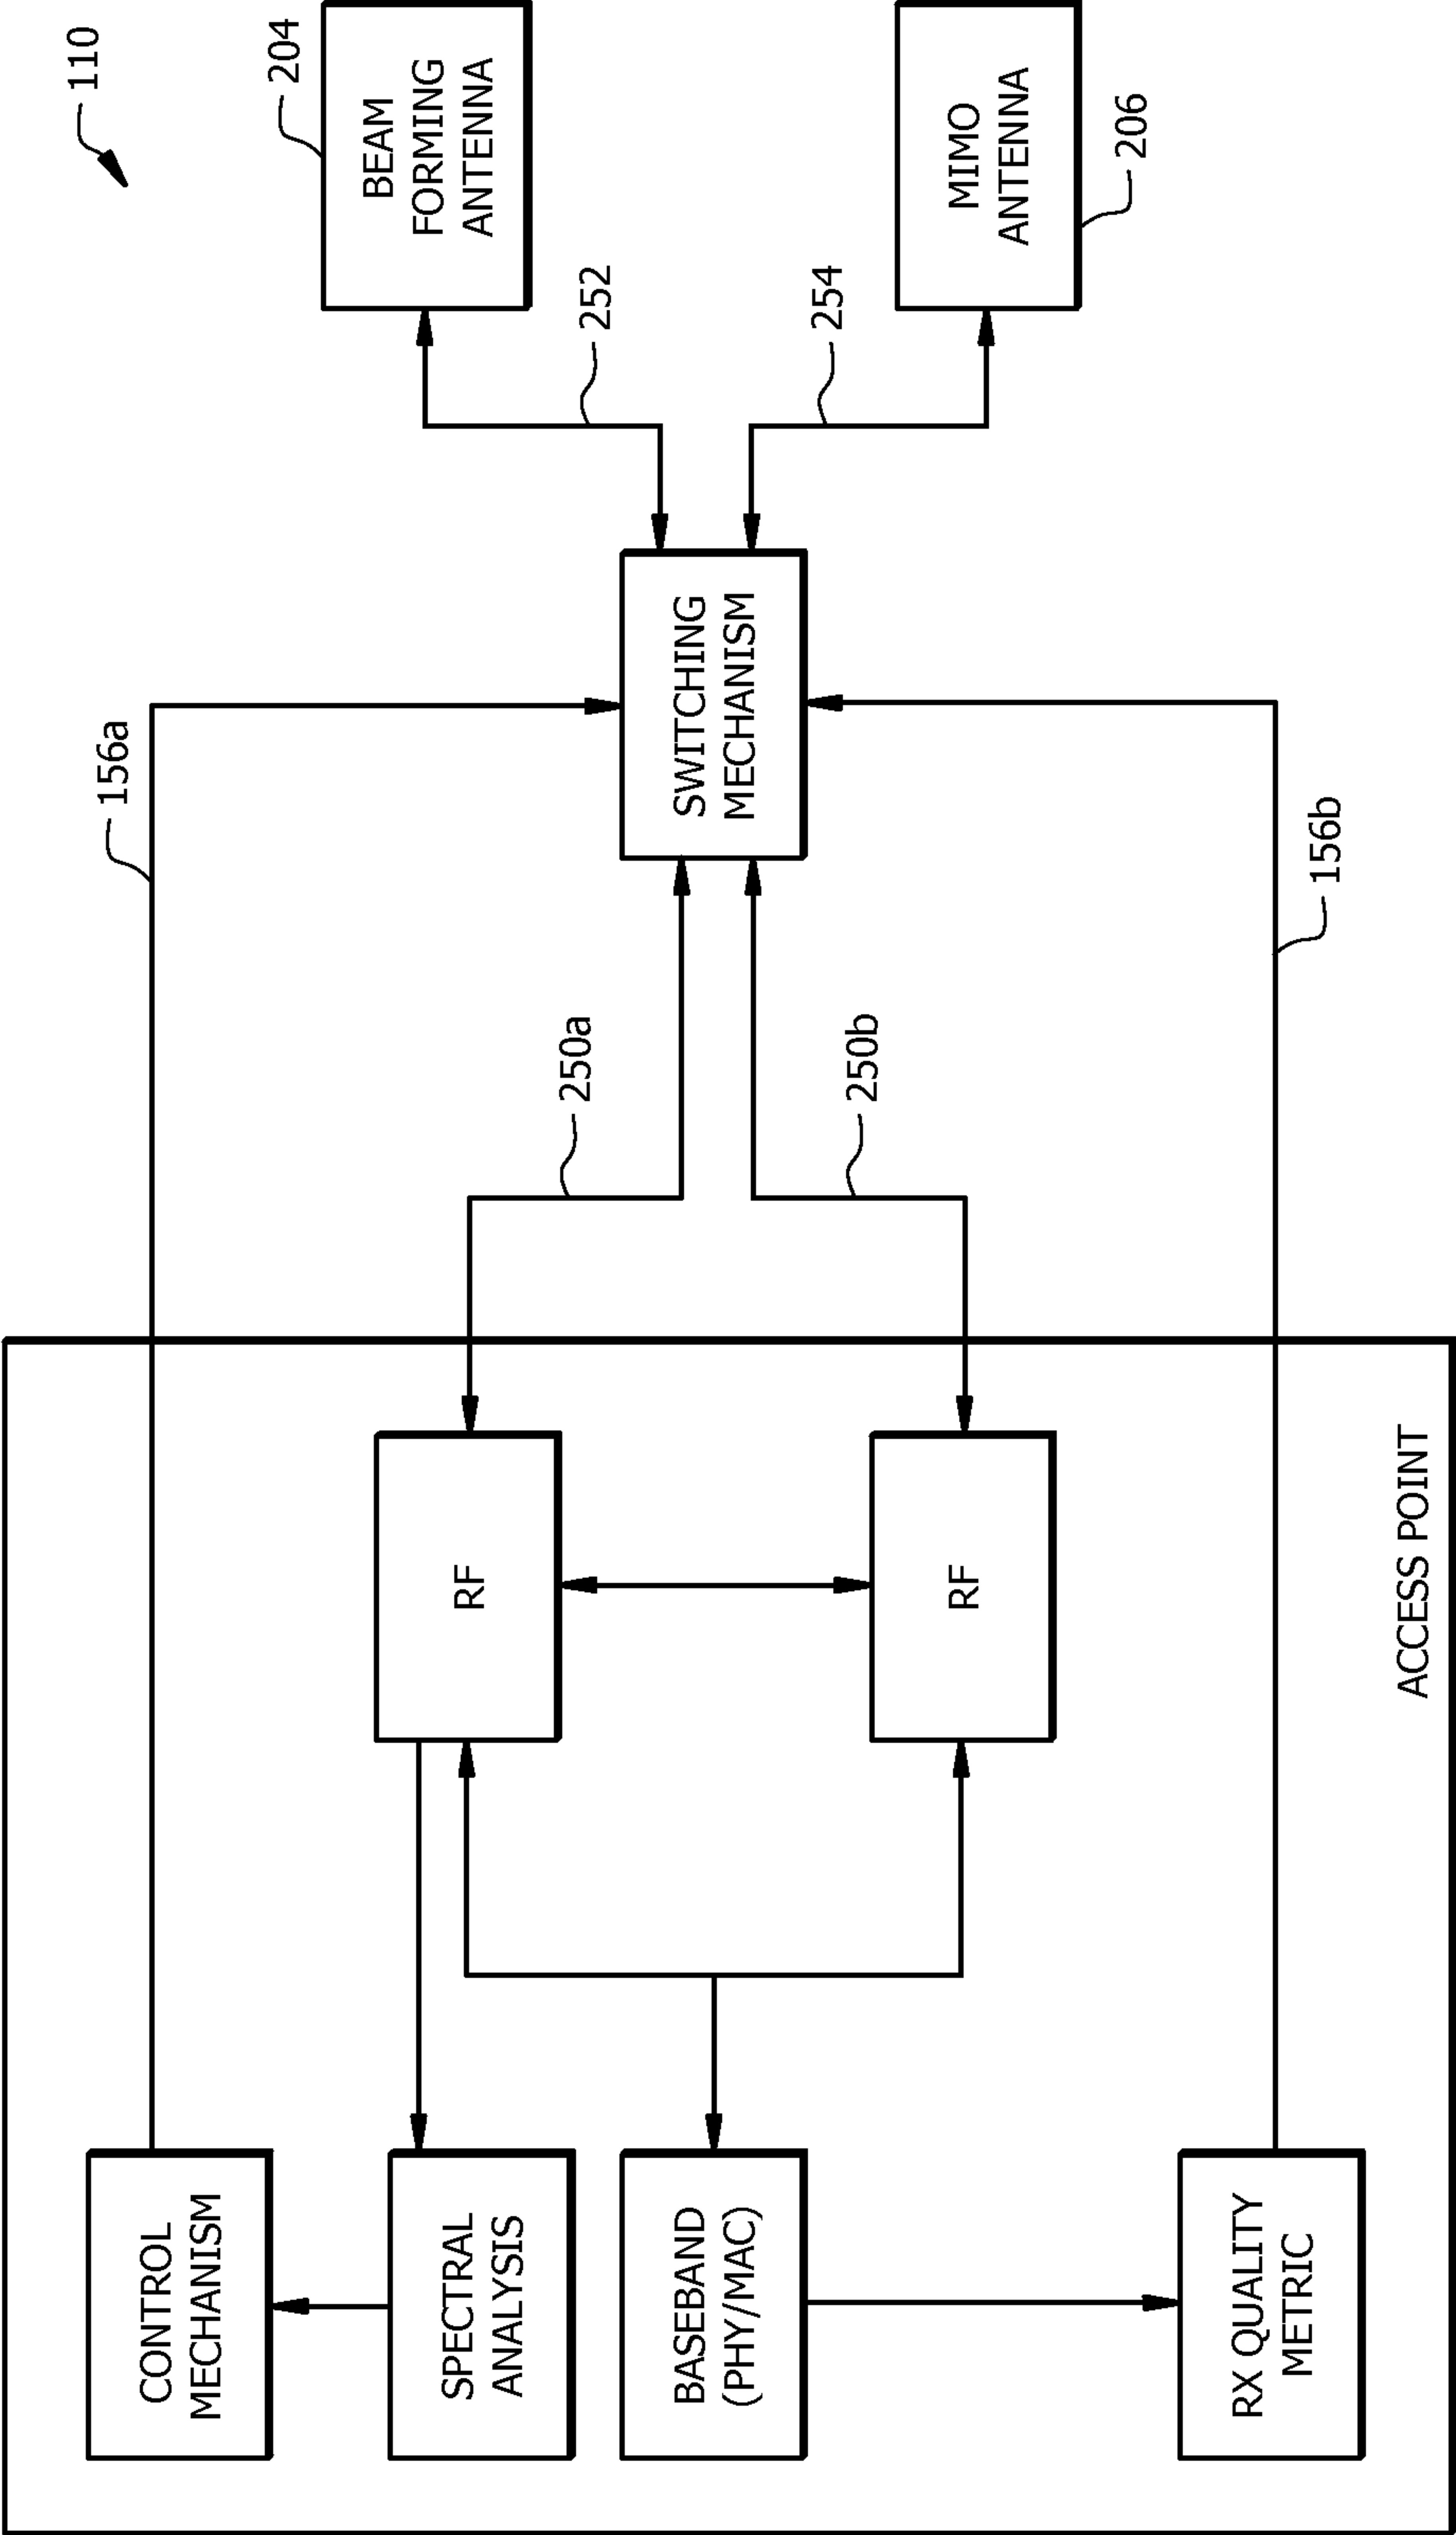 110
204
BEAM
FORMING
ANTENNA
252
254
MIMO
ANTENNA
206
156a
SWITCHING
MECHANISM
156b
250a
250b
RF
RF
ACCESS POINT
CONTROL
MECHANISM
SPECTRAL
ANALYSIS
BASEBAND
(PHY/MAC)
RX QUALITY
METRIC